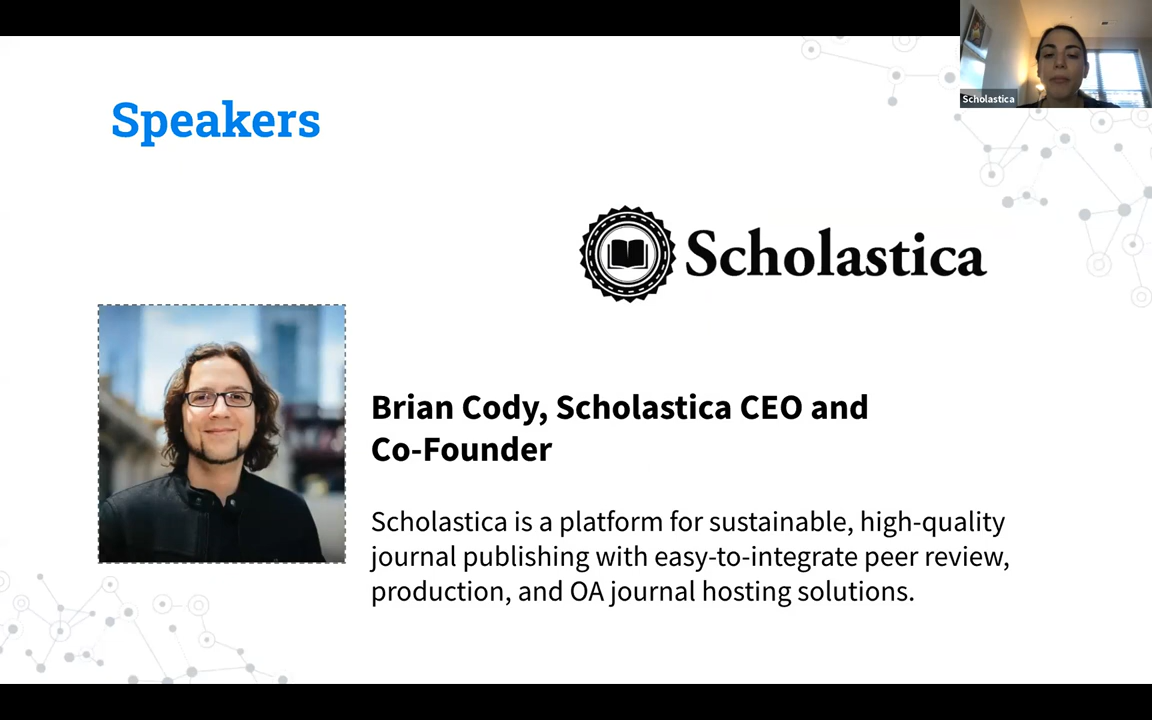 Scholastica
Speakers
Scholastica
Brian Cody, Scholastica CEO and
Co-Founder
Scholastica is a platform for sustainable, high-quality
journal publishing with easy-to-integrate peer review,
production, and OA journal hosting solutions.